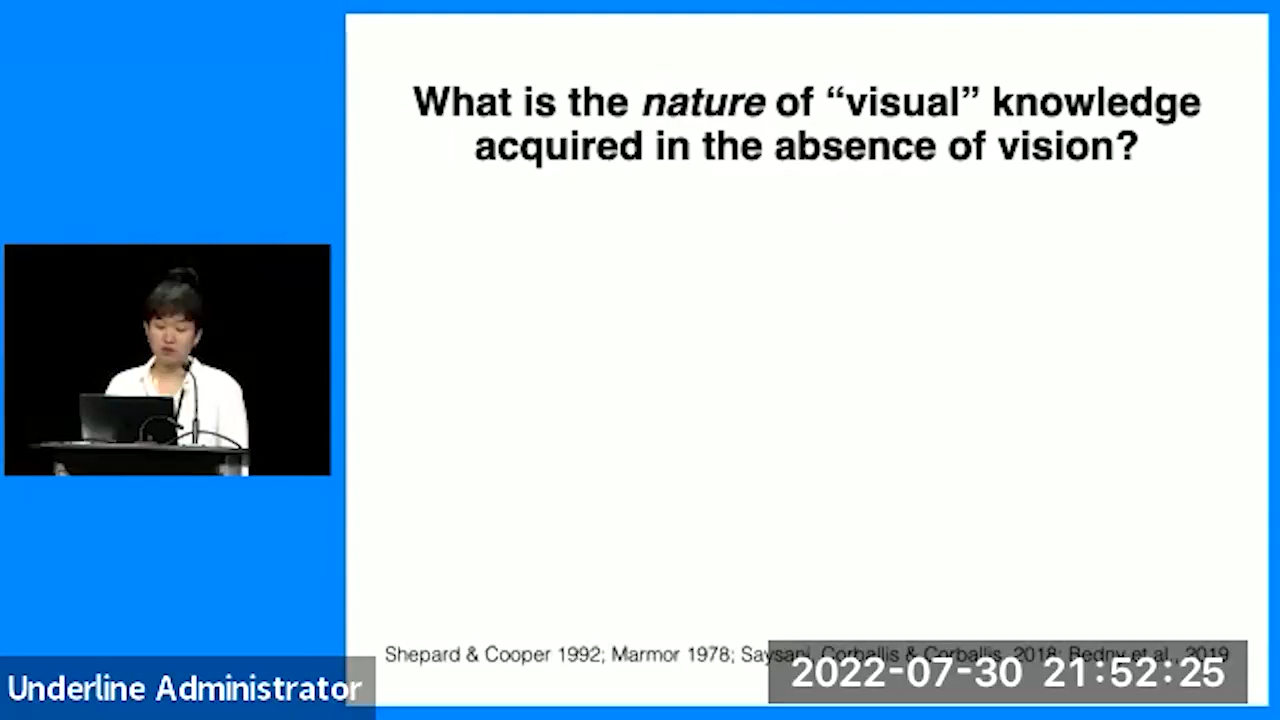 What is the nature of “visual” knowledge
acquired in the absence of vision?
Shepard & Cooper 1992; Marmor 1978; Saysani, Corballis & Corballis, 2018; Bedny et al., 2019
2022-07-30 21:52:25
Underline Administrator